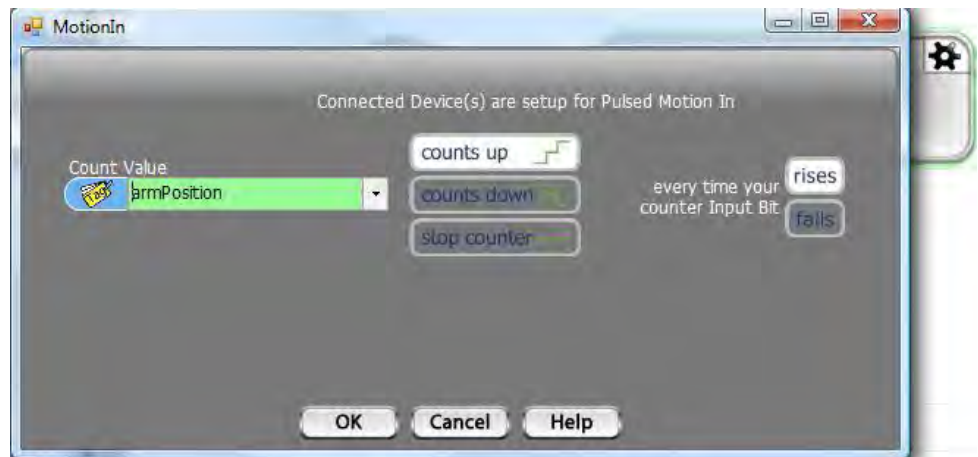 MotionIn
Connected Device(s) are setup for Pulsed Motion In
Count Value
Tag
armPosition
counts up
counts down
stop counter
every time your
counter Input Bit
rises
falls
OK
Cancel
Help